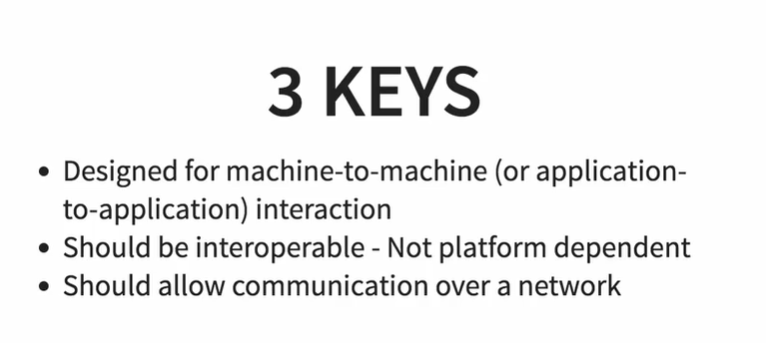 3 KEYS
• Designed for machine-to-machine (or application-
to-application) interaction
• Should be interoperable - Not platform dependent
• Should allow communication over a network